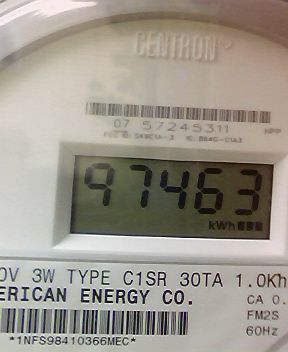 CENTRON
07 57245311
97463
kWh
0V 3W TYPE C1SR 30TA 1.0Kh
ERICAN ENERGY CO. CA 0.
FM2S
*1NFS98410366MEC* 60Hz